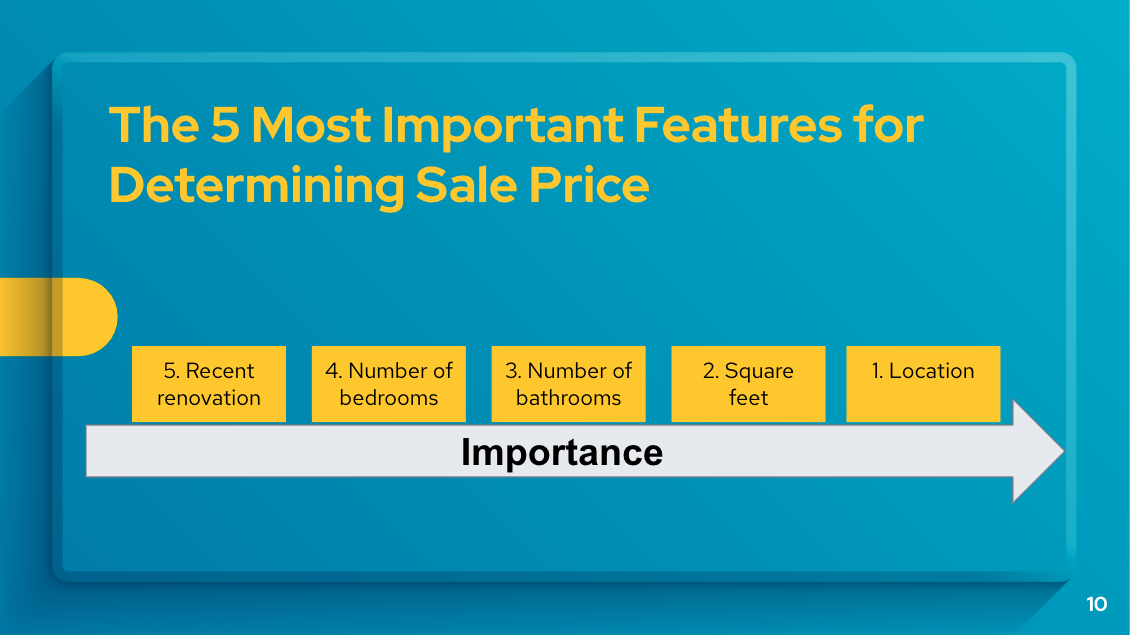 The 5 Most Important Features for
Determining Sale Price
5. Recent
renovation
4. Number of
bedrooms
3. Number of
bathrooms
2. Square
feet
1. Location
Importance
10